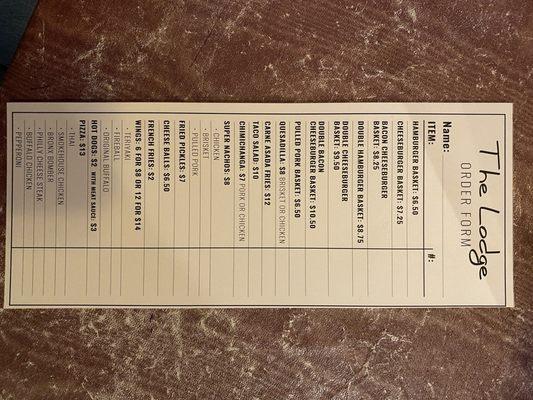 The Lodge
ORDER FORM
Name:
ITEM: #:
HAMBURGER BASKET: $6.50
CHEESEBURGER BASKET: $7.25
BACON CHEESEBURGER
BASKET: $8.25
DOUBLE HAMBURGER BASKET: $8.75
DOUBLE CHEESEBURGER
BASKET: $9.50
DOUBLE BACON
CHEESEBURGER BASKET: $10.50
PULLED PORK BASKET: $6.50
QUESADILLA: $8 BRISKET OR CHICKEN
CARNE ASADA FRIES: $12
TACO SALAD: $10
CHIMICHANGA: $7 PORK OR CHICKEN
SUPER NACHOS: $8
- CHICKEN
- BRISKET
- PULLED PORK
FRIED PICKLES: $7
CHEESE BALLS: $6.50
FRENCH FRIES: $2
WINGS: 6 FOR $8 OR 12 FOR $14
- TERIYAKI
- FIREBALL
- ORIGINAL BUFFALO
HOT DOGS: $2 WITH MEAT SAUCE: $3
PIZZA: $13
- THAI
- SMOKEHOUSE CHICKEN
- BRONX BOMBER
- PHILLY CHEESE STEAK
- BUFFALO CHICKEN
- PEPPERONI